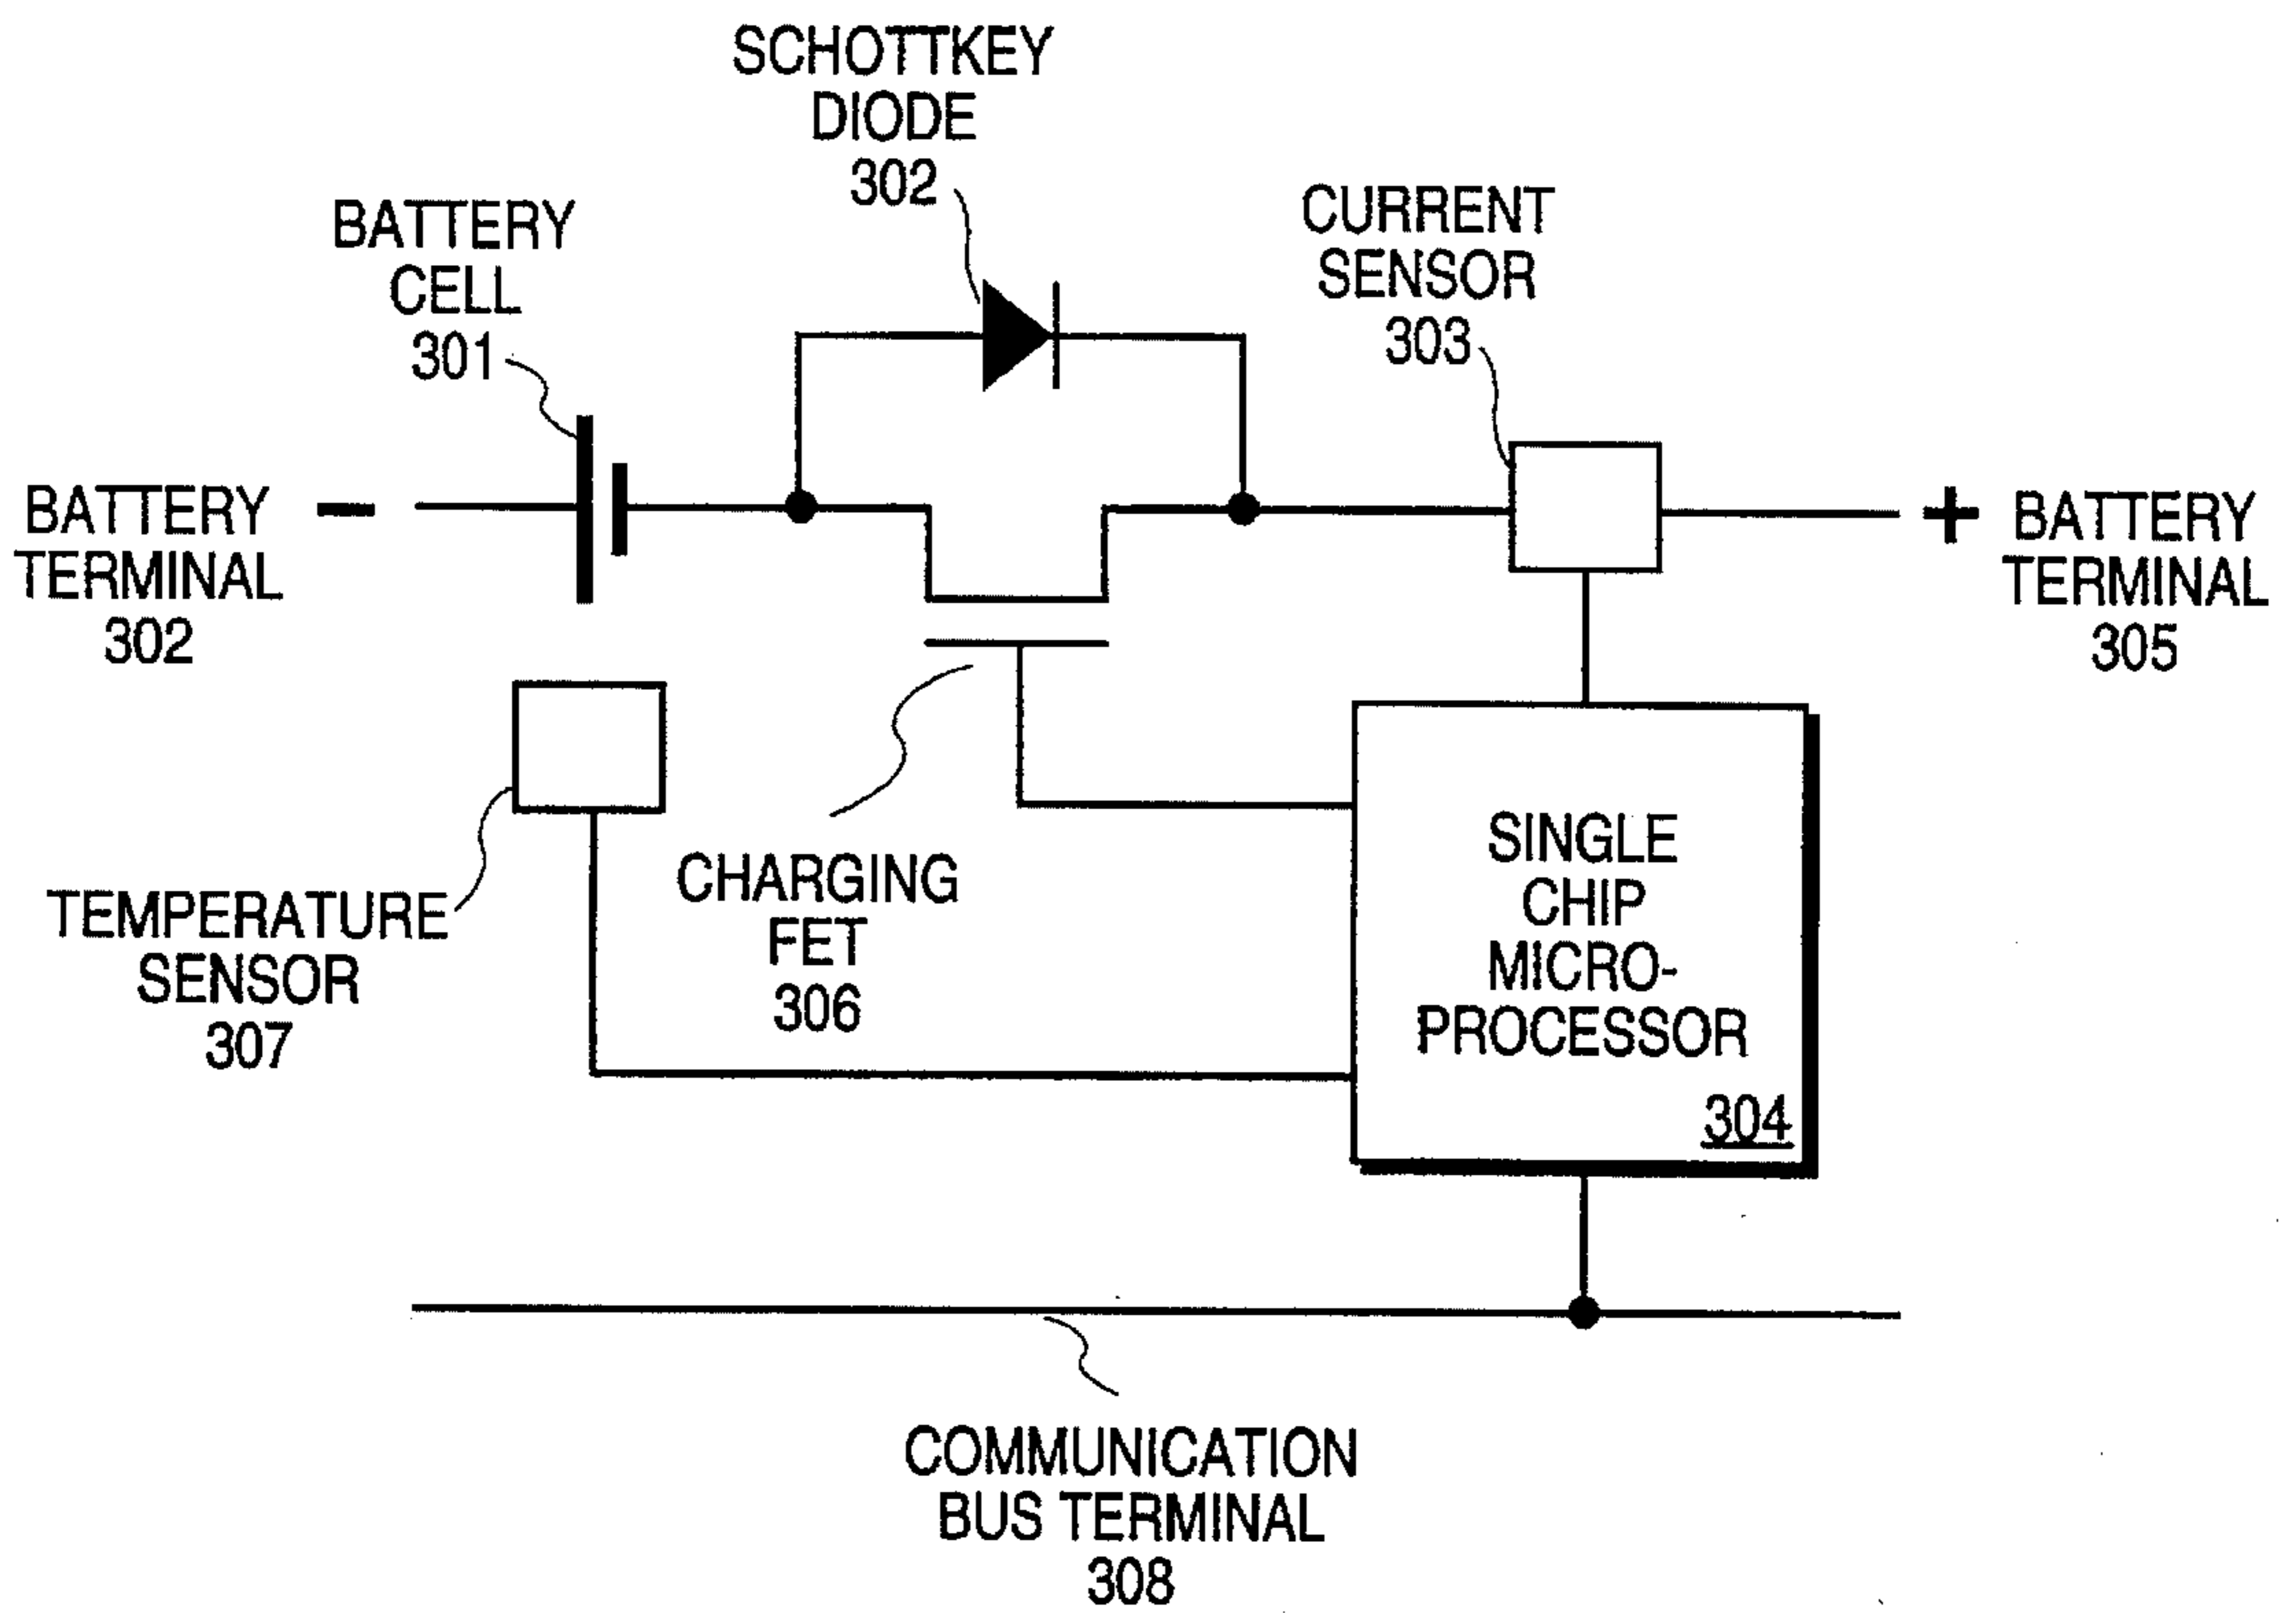 SCHOTTKEY
DIODE
302
BATTERY
CELL
301
CURRENT
SENSOR
303
BATTERY
TERMINAL
302
−
+
BATTERY
TERMINAL
305
TEMPERATURE
SENSOR
307
CHARGING
FET
306
SINGLE
CHIP
MICRO-
PROCESSOR
304
COMMUNICATION
BUS TERMINAL
308